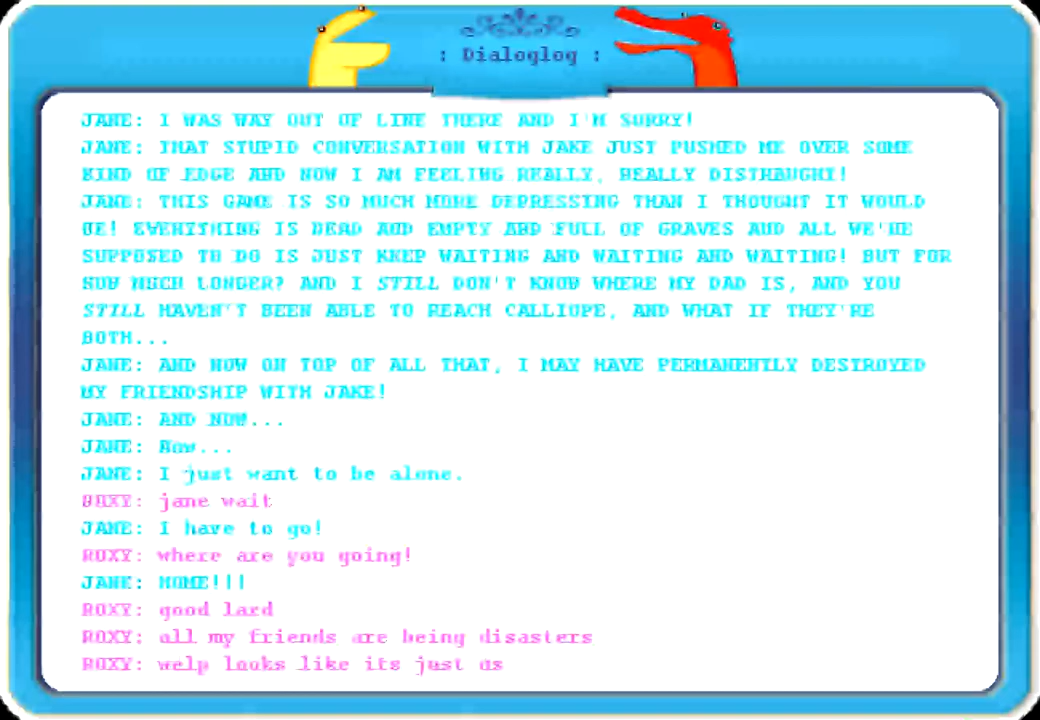 : Dialoglog :
JANE: I WAS WAY OUT OF LINE THERE AND I'M SORRY!
JANE: THAT STUPID CONVERSATION WITH JAKE JUST PUSHED ME OVER SOME
KIND OF EDGE AND NOW I AM FEELING REALLY, REALLY DISTRAUGHT!
JANE: THIS GAME IS SO MUCH MORE DEPRESSING THAN I THOUGHT IT WOULD
BE! EVERYTHING IS DEAD AND EMPTY AND FULL OF GRAVES AND ALL WE'RE
SUPPOSED TO DO IS JUST KEEP WAITING AND WAITING AND WAITING! BUT FOR
HOW MUCH LONGER? AND I STILL DON'T KNOW WHERE MY DAD IS, AND YOU
STILL HAVEN'T BEEN ABLE TO REACH CALLIOPE, AND WHAT IF THEY'RE
BOTH...
JANE: AND NOW ON TOP OF ALL THAT, I MAY HAVE PERMANENTLY DESTROYED
MY FRIENDSHIP WITH JAKE!
JANE: AND NOW...
JANE: Now...
JANE: I just want to be alone.
ROXY: jane wait
JANE: I have to go!
ROXY: where are you going!
JANE: HOME!!!
ROXY: good lard
ROXY: all my friends are being disasters
ROXY: welp looks like its just us